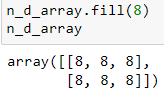 n_d_array.fill(8)
n_d_array
array([[8, 8, 8],
       [8, 8, 8]])